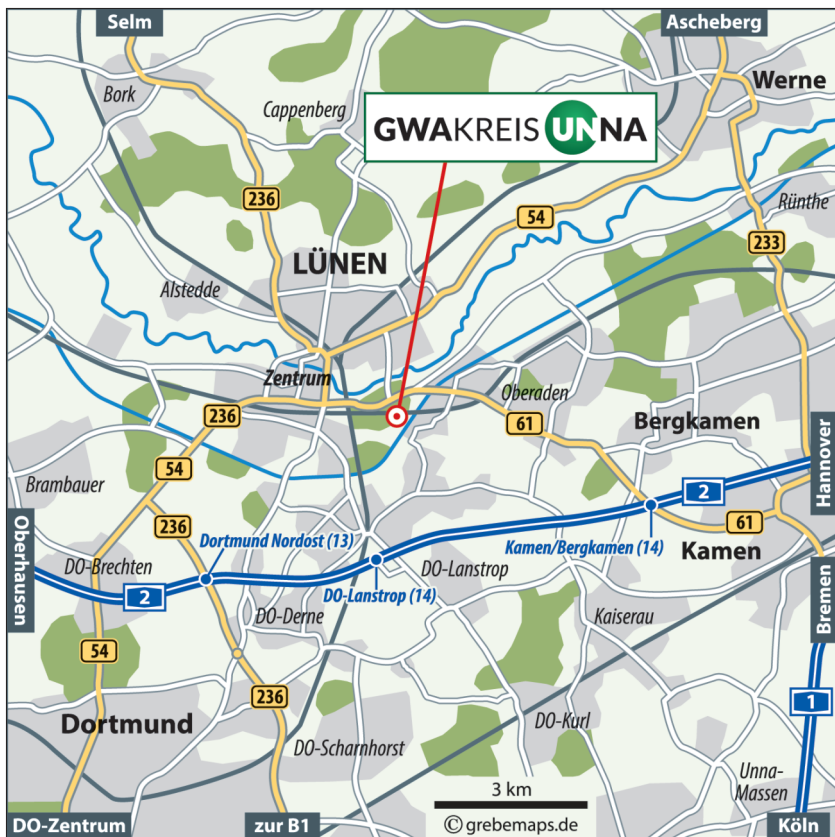 Selm
Ascheberg
Werne
Bork
Cappenberg
GWAKREIS UNNA
Rünthe
236
54
233
LÜNEN
Alstedde
Zentrum
Oberaden
236
61
Bergkamen
54
Brambauer
2
Hannover
236
61
Dortmund Nordost (13)
Kamen/Bergkamen (14)
Kamen
Oberhausen
DO-Brechten
DO-Lanstrop
2
DO-Lanstrop (14)
DO-Derne
Kaiserau
Bremen
54
236
1
Dortmund
DO-Kurl
DO-Scharnhorst
Unna-
Massen
3 km
DO-Zentrum
zur B1
© grebemaps.de
Köln